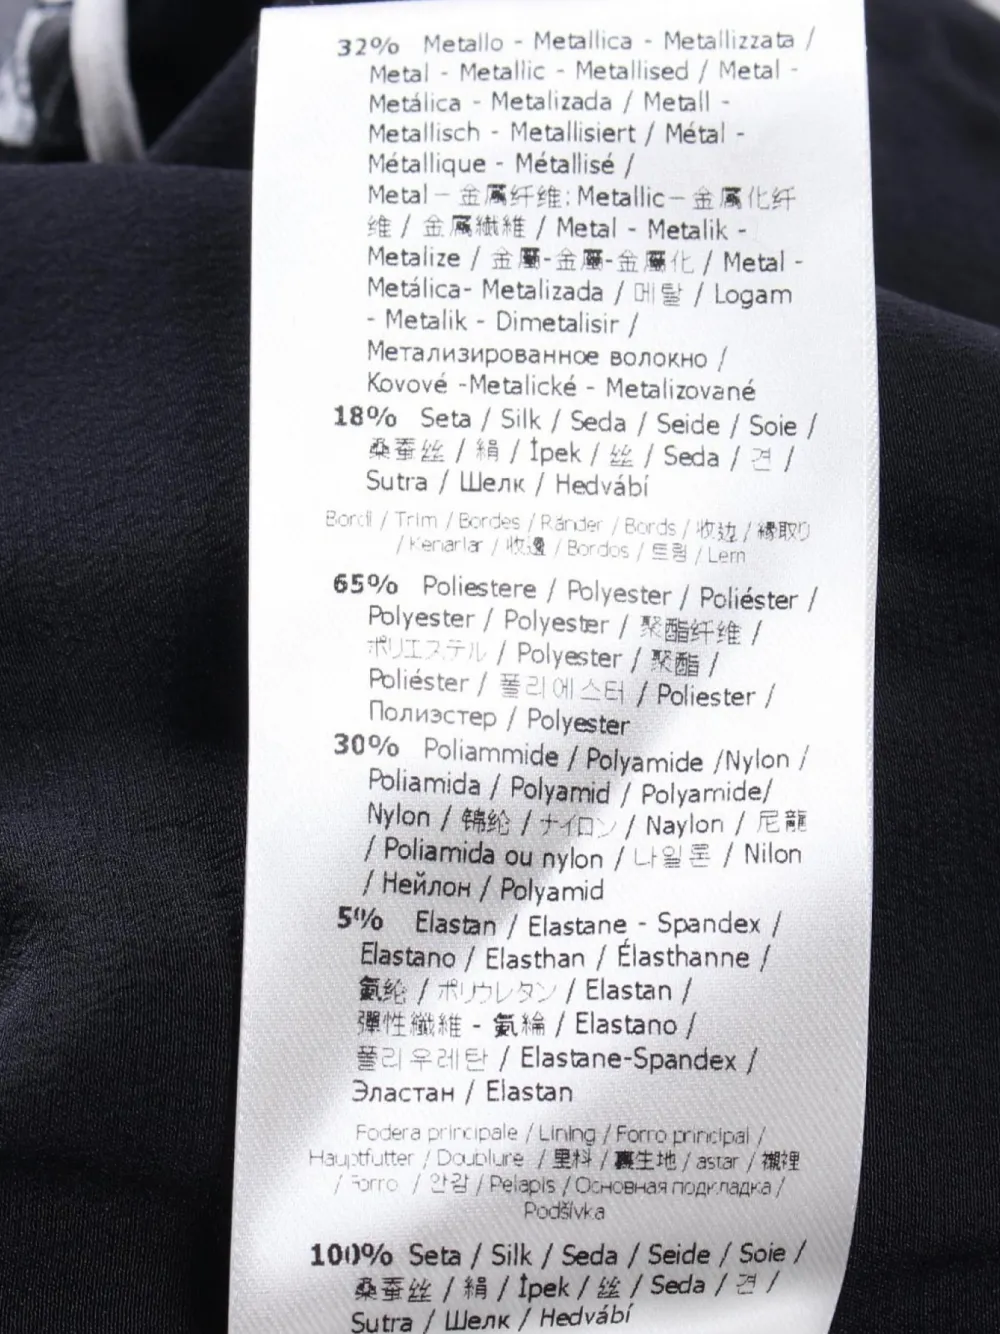 32% Metallo - Metallica - Metallizzata /
Metal - Metallic - Metallised / Metal -
Metálica - Metalizada / Metall -
Metallisch - Metallisiert / Métal -
Métallique - Métallisé /
Metal – 金属纤维: Metallic – 金属化纤
维 / 金屬纖維 / Metal - Metalik -
Metalize / 金屬-金屬-金屬化 / Metal -
Metálica- Metalizada / 메탈 / Logam
- Metalik - Dimetalisir /
Метализированное волокно /
Kovové -Metalické - Metalizované
18% Seta / Silk / Seda / Seide / Soie /
桑蚕丝 / 絹 / İpek / 丝 / Seda / 견 /
Sutra / Шелк / Hedvábí
Bordi / Trim / Bordes / Ränder / Bords / 收边 / 縁取り
/ Kenarlar / 收邊 / Bordos / 트림 / Lem
65% Poliestere / Polyester / Poliéster /
Polyester / Polyester / 聚酯纤维 /
ポリエステル / Polyester / 聚酯 /
Poliéster / 폴리에스터 / Poliester /
Полиэстер / Polyester
30% Poliammide / Polyamide /Nylon /
Poliamida / Polyamid / Polyamide/
Nylon / 锦纶 / ナイロン / Naylon / 尼龍
/ Poliamida ou nylon / 나일론 / Nilon
/ Нейлон / Polyamid
5% Elastan / Elastane - Spandex /
Elastano / Elasthan / Élasthanne /
氨纶 / ポリウレタン / Elastan /
彈性纖維 - 氨綸 / Elastano /
폴리우레탄 / Elastane-Spandex /
Эластан / Elastan
Fodera principale / Lining / Forro principal /
Hauptfutter / Doublure / 里料 / 裏生地 / astar / 襯裡
/ Forro / 안감 / Pelapis / Основная подкладка /
Podšívka
100% Seta / Silk / Seda / Seide / Soie /
桑蚕丝 / 絹 / İpek / 丝 / Seda / 견 /
Sutra / Шелк / Hedvábí